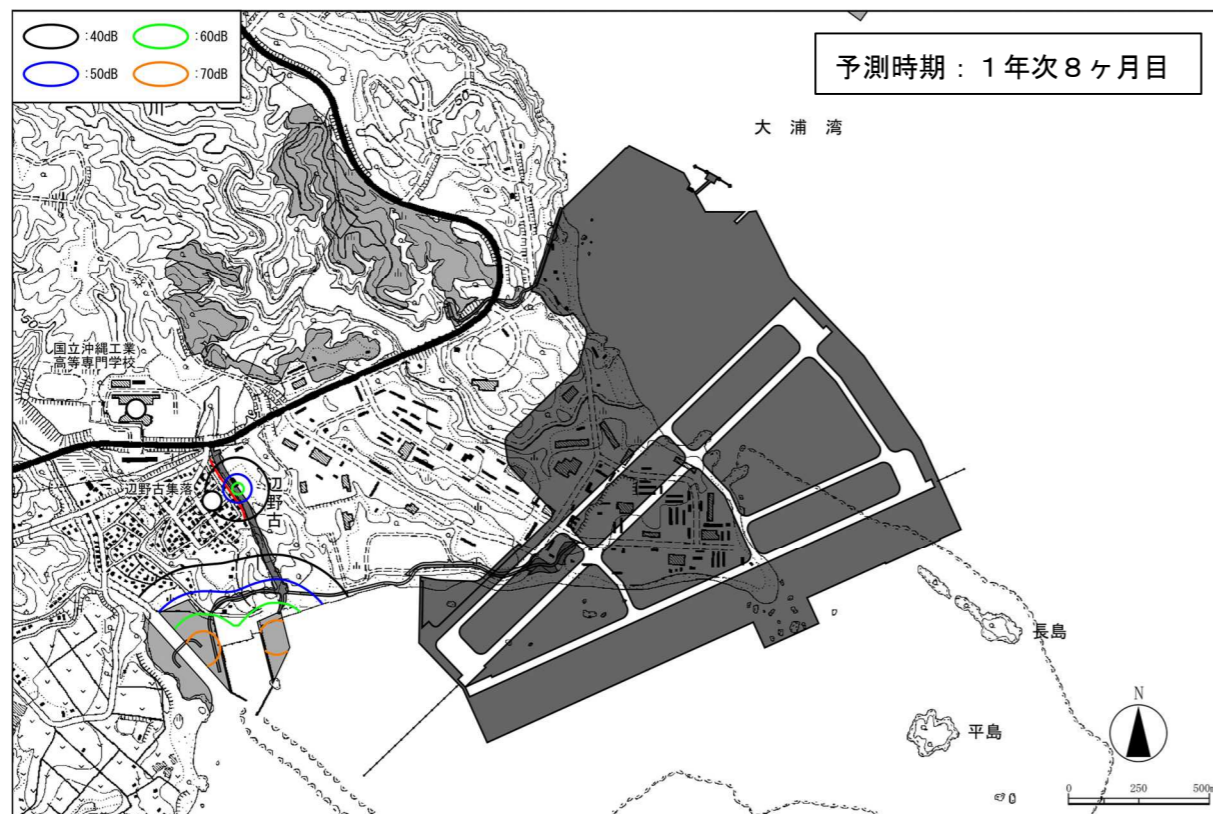 :40dB :60dB
:50dB :70dB
予測時期：1年次8ヶ月目
大浦湾
50
50
国立沖縄工業
高等専門学校
辺野古集落
辺野古
長島
平島
N
0 250 500m